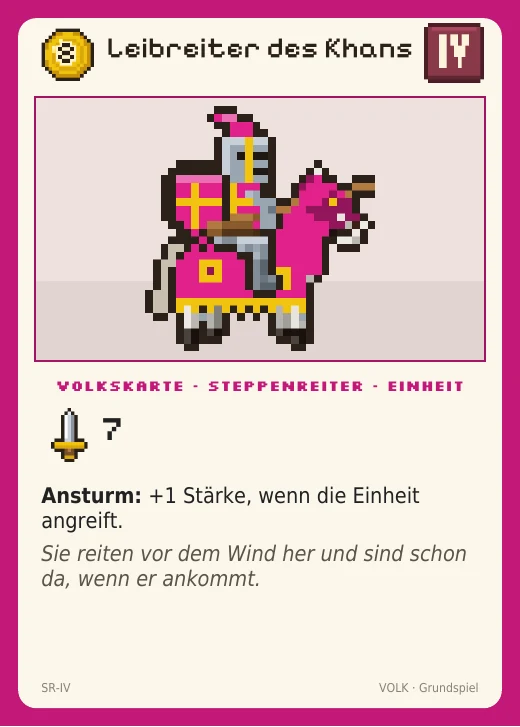 8 Leibreiter des Khans IV
VOLKSKARTE - STEPPENREITER - EINHEIT
7
Ansturm: +1 Stärke, wenn die Einheit
angreift.
Sie reiten vor dem Wind her und sind schon
da, wenn er ankommt.
SR-IV VOLK · Grundspiel